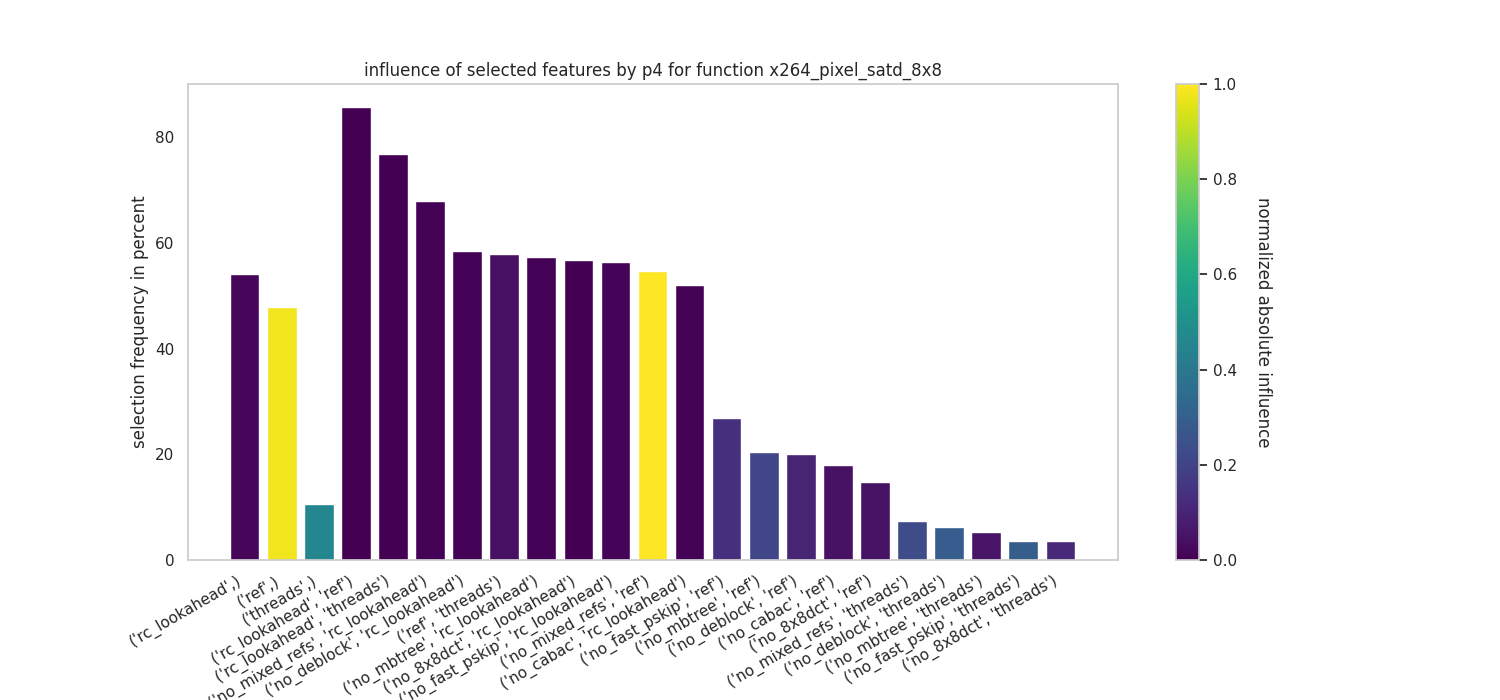 influence of selected features by p4 for function x264_pixel_satd_8x8
selection frequency in percent
80
60
40
20
0
('rc_lookahead',)
('ref',)
('threads',)
('rc_lookahead', 'ref')
('rc_lookahead', 'threads')
('no_mixed_refs', 'rc_lookahead')
('no_deblock', 'rc_lookahead')
('ref', 'threads')
('no_mbtree', 'rc_lookahead')
('no_8x8dct', 'rc_lookahead')
('no_fast_pskip', 'rc_lookahead')
('no_mixed_refs', 'ref')
('no_cabac', 'rc_lookahead')
('no_fast_pskip', 'ref')
('no_mbtree', 'ref')
('no_deblock', 'ref')
('no_cabac', 'ref')
('no_8x8dct', 'ref')
('no_mixed_refs', 'threads')
('no_deblock', 'threads')
('no_mbtree', 'threads')
('no_fast_pskip', 'threads')
('no_8x8dct', 'threads')
1.0
0.8
0.6
0.4
0.2
0.0
normalized absolute influence